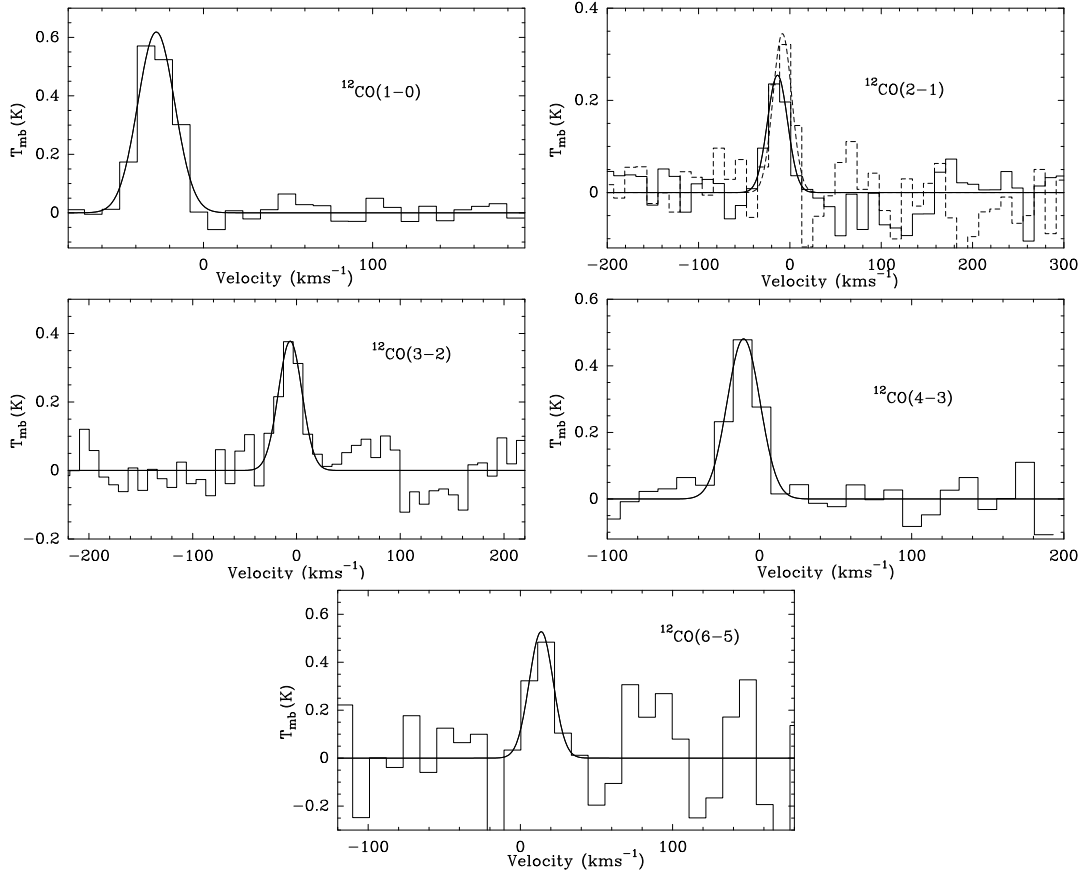 0.6
0.4
0.2
0
T_mb(K)
¹²CO(1−0)
0 100
Velocity (kms⁻¹)
0.4
0.2
0
T_mb(K)
¹²CO(2−1)
−200 −100 0 100 200 300
Velocity (kms⁻¹)
0.4
0.2
0
−0.2
T_mb(K)
¹²CO(3−2)
−200 −100 0 100 200
Velocity (kms⁻¹)
0.6
0.4
0.2
0
T_mb(K)
¹²CO(4−3)
−100 0 100 200
Velocity (kms⁻¹)
0.6
0.4
0.2
0
−0.2
T_mb(K)
¹²CO(6−5)
−100 0 100
Velocity (kms⁻¹)